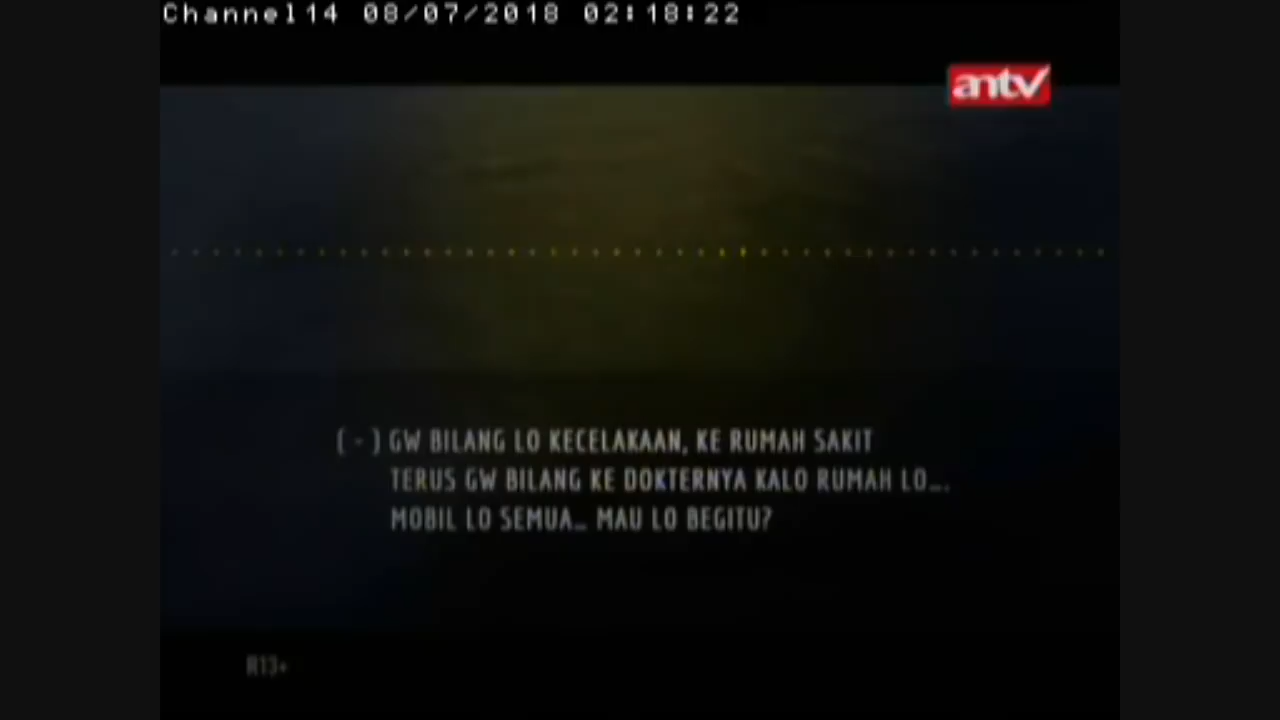 Channel14 08/07/2018 02:18:22
antv
(-) GW BILANG LO KECELAKAAN, KE RUMAH SAKIT
TERUS GW BILANG KE DOKTERNYA KALO RUMAH LO....
MOBIL LO SEMUA... MAU LO BEGITU?
R13+